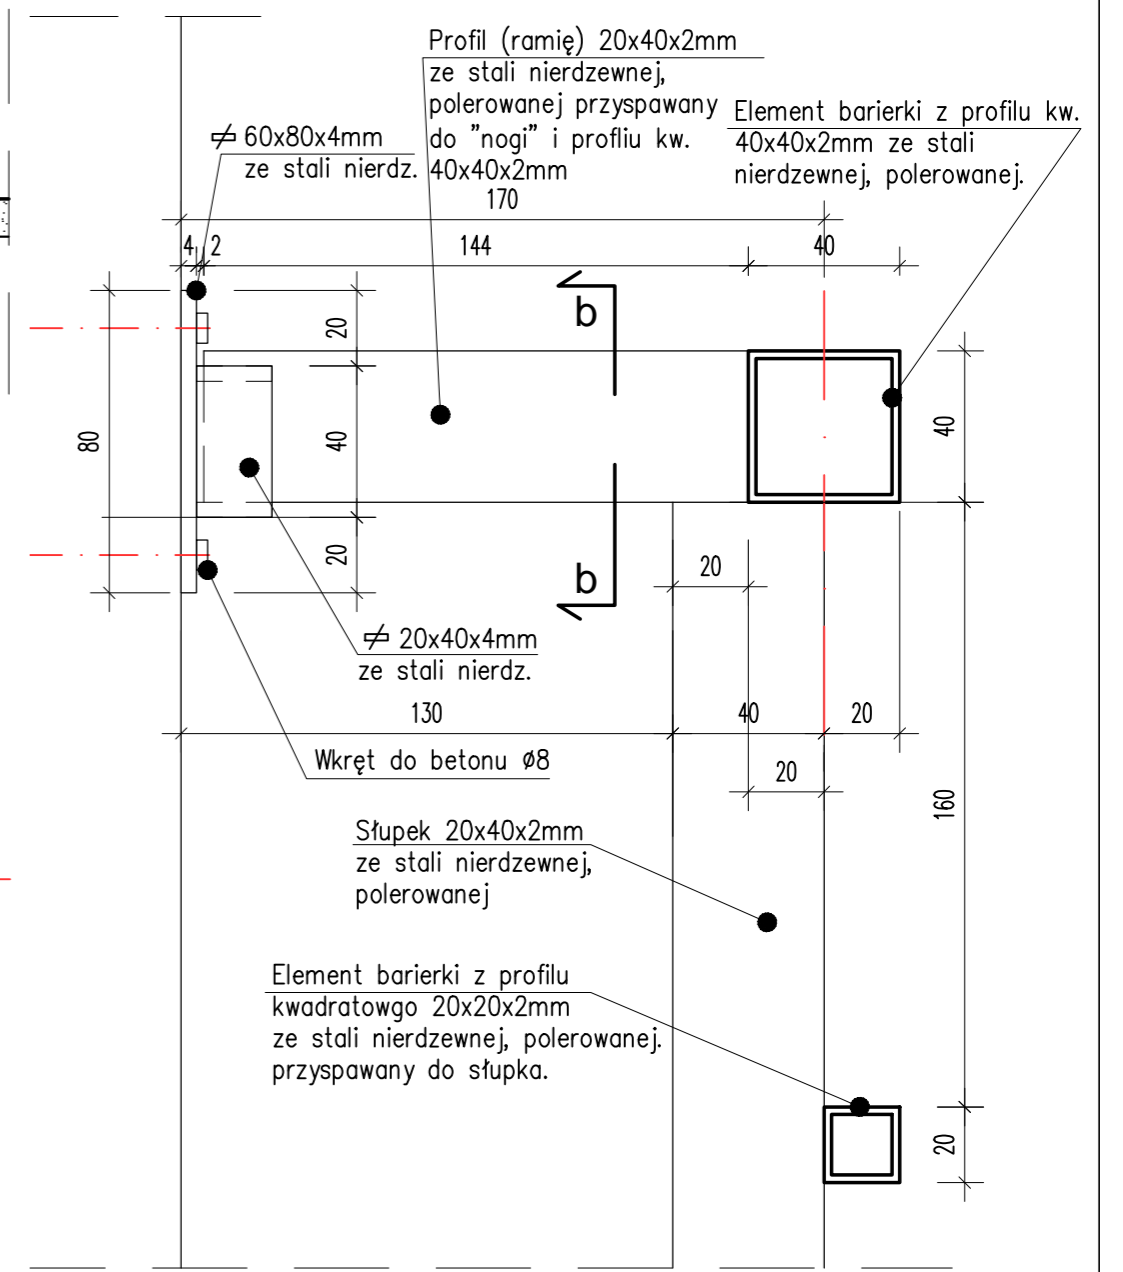 Profil (ramię) 20x40x2mm
ze stali nierdzewnej,
polerowanej przyspawany
do "nogi" i profliu kw.
40x40x2mm
Element barierki z profilu kw.
40x40x2mm ze stali
nierdzewnej, polerowanej.
60x80x4mm
ze stali nierdz.
170
4
2
144
40
b
20
80
40
40
20
b
20
20x40x4mm
ze stali nierdz.
130
40
20
Wkręt do betonu ø8
20
160
Słupek 20x40x2mm
ze stali nierdzewnej,
polerowanej
Element barierki z profilu
kwadratowgo 20x20x2mm
ze stali nierdzewnej, polerowanej.
przyspawany do słupka.
20